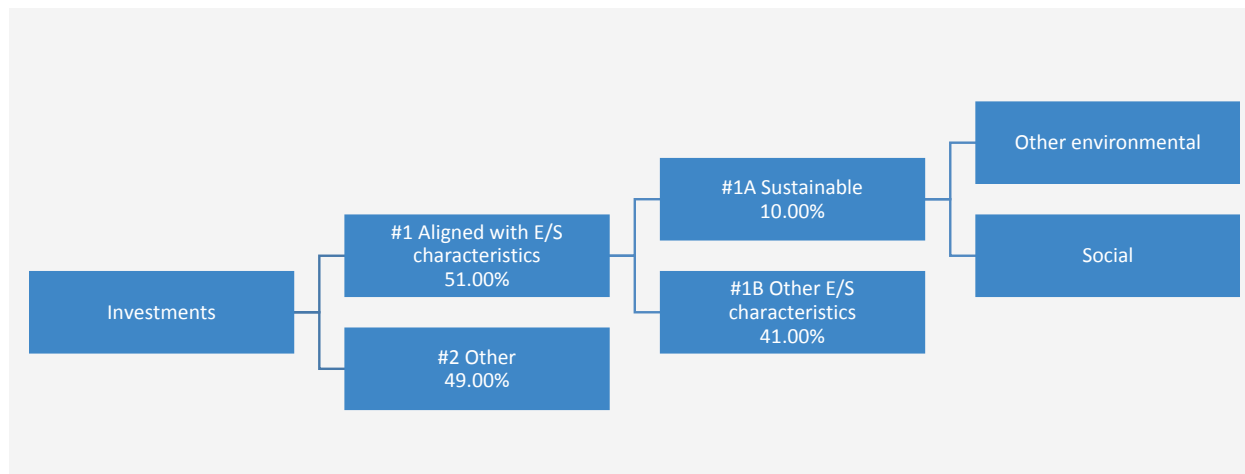 Investments
#1 Aligned with E/S
characteristics
51.00%
#2 Other
49.00%
#1A Sustainable
10.00%
#1B Other E/S
characteristics
41.00%
Other environmental
Social